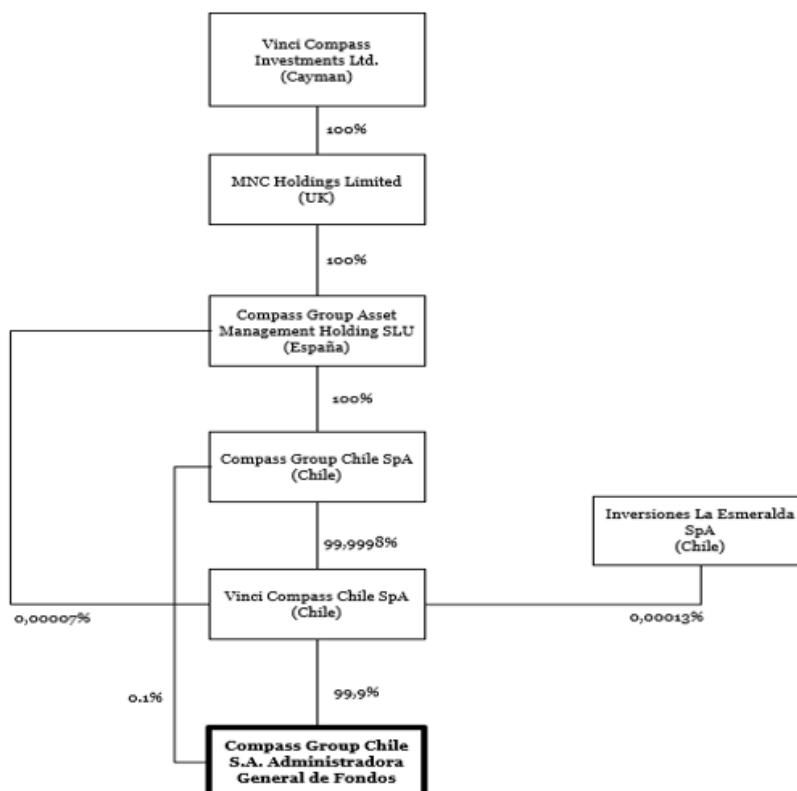 Vinci Compass
Investments Ltd.
(Cayman)
100%
MNC Holdings Limited
(UK)
100%
Compass Group Asset
Management Holding SLU
(España)
100%
Compass Group Chile SpA
(Chile)
Inversiones La Esmeralda
SpA
(Chile)
99,9998%
Vinci Compass Chile SpA
(Chile)
0,00007%
0,00013%
0.1%
99,9%
Compass Group Chile
S.A. Administradora
General de Fondos